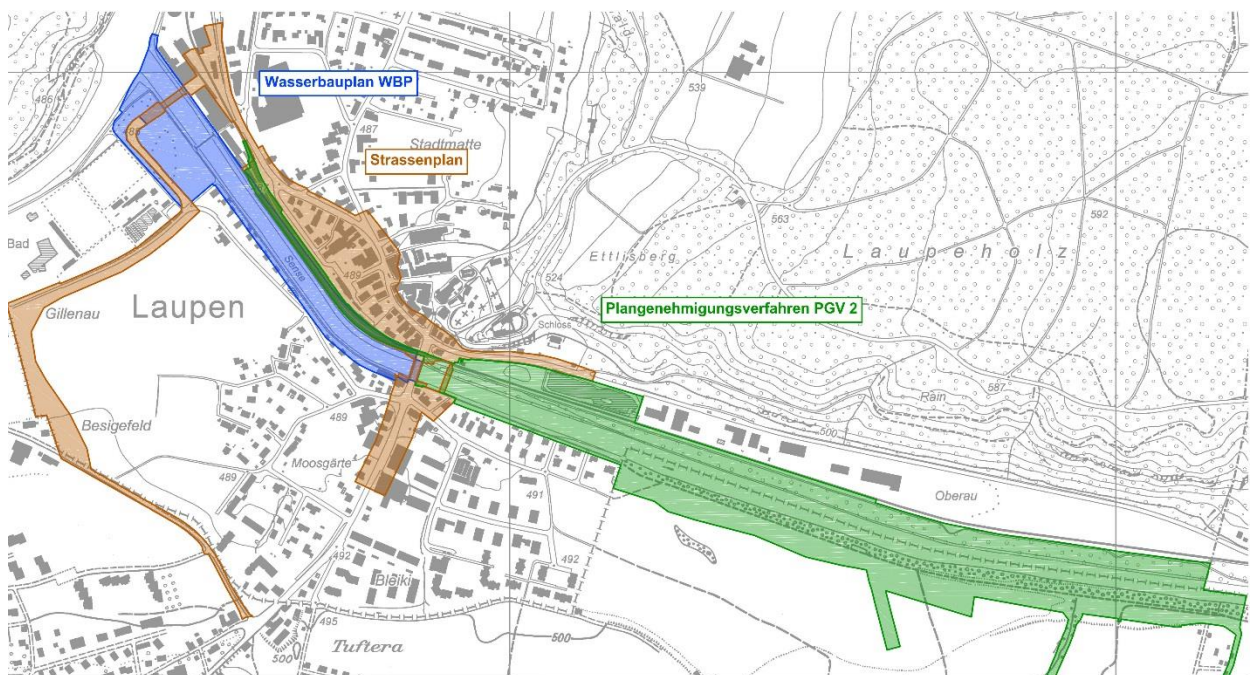 486
Wasserbauplan WBP
539
487
Stadtmatte
Strassenplan
488
563
592
Laupeholz
Ettlisberg
Bad
489
524
Sense
Laupen
Gillenau
Plangenehmigungsverfahren PGV 2
Schloss
587
Rain
489
500
Besigefeld
Moosgärte
489
491
Oberau
492
492
Bleiki
495
500
500
Tuftera